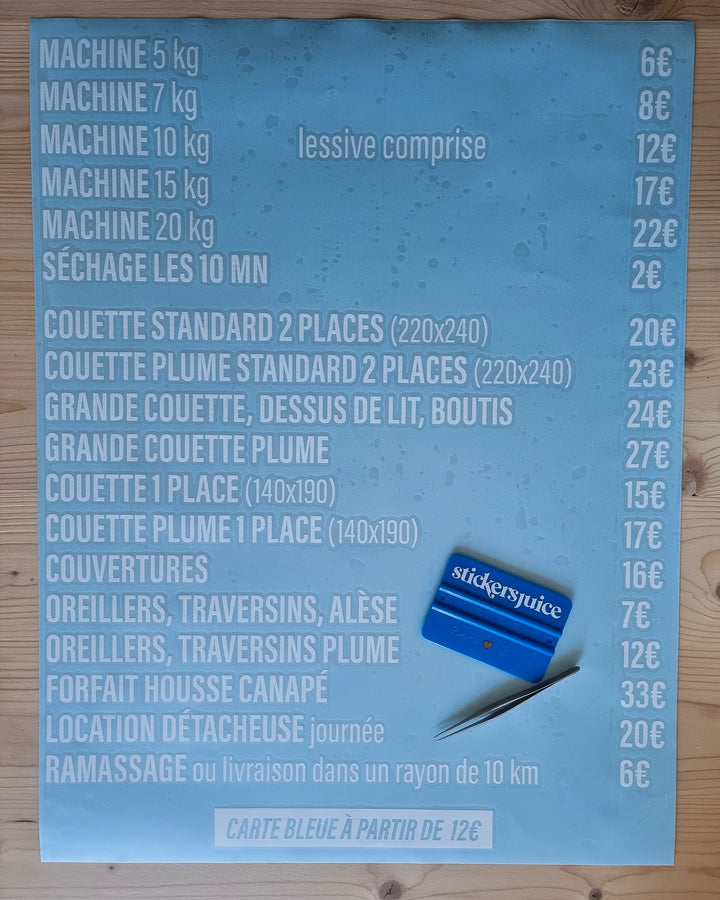 MACHINE 5 kg 6€
MACHINE 7 kg 8€
MACHINE 10 kg lessive comprise 12€
MACHINE 15 kg 17€
MACHINE 20 kg 22€
SÉCHAGE LES 10 MN 2€
COUETTE STANDARD 2 PLACES (220x240) 20€
COUETTE PLUME STANDARD 2 PLACES (220x240) 23€
GRANDE COUETTE, DESSUS DE LIT, BOUTIS 24€
GRANDE COUETTE PLUME 27€
COUETTE 1 PLACE (140x190) 15€
COUETTE PLUME 1 PLACE (140x190) 17€
COUVERTURES 16€
stickersjuice
OREILLERS, TRAVERSINS, ALÈSE 7€
OREILLERS, TRAVERSINS PLUME 12€
FORFAIT HOUSSE CANAPÉ 33€
LOCATION DÉTACHEUSE journée 20€
RAMASSAGE ou livraison dans un rayon de 10 km 6€
CARTE BLEUE À PARTIR DE 12€